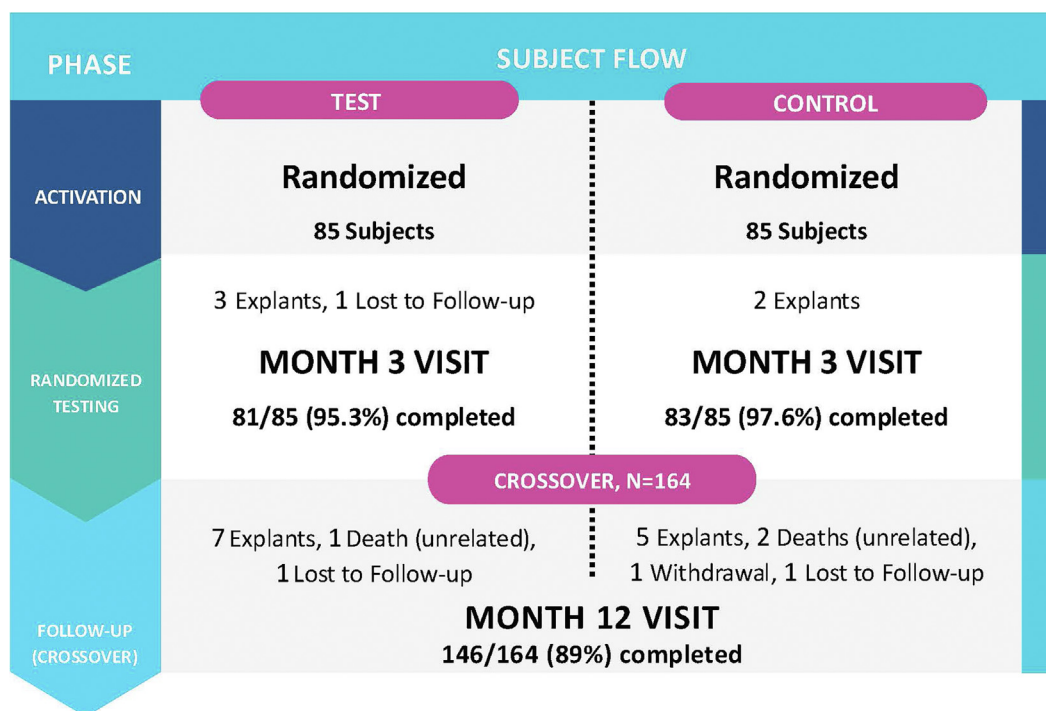 PHASE
SUBJECT FLOW
TEST
CONTROL
ACTIVATION
Randomized
85 Subjects
Randomized
85 Subjects
RANDOMIZED
TESTING
3 Explants, 1 Lost to Follow-up
MONTH 3 VISIT
81/85 (95.3%) completed
2 Explants
MONTH 3 VISIT
83/85 (97.6%) completed
CROSSOVER, N=164
FOLLOW-UP
(CROSSOVER)
7 Explants, 1 Death (unrelated),
1 Lost to Follow-up
5 Explants, 2 Deaths (unrelated),
1 Withdrawal, 1 Lost to Follow-up
MONTH 12 VISIT
146/164 (89%) completed